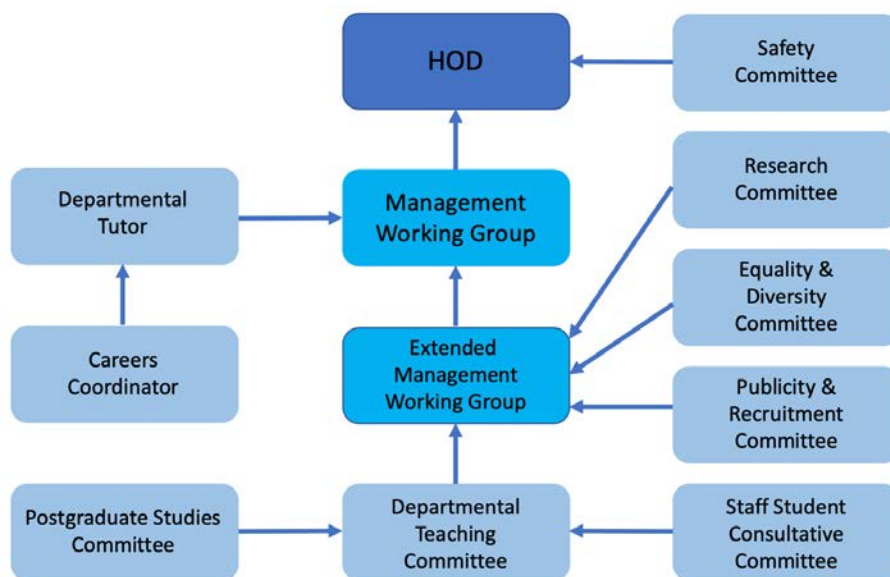 HOD
Safety
Committee
Departmental
Tutor
Management
Working Group
Research
Committee
Equality &
Diversity
Committee
Careers
Coordinator
Extended
Management
Working Group
Publicity &
Recruitment
Committee
Postgraduate Studies
Committee
Departmental
Teaching
Committee
Staff Student
Consultative
Committee